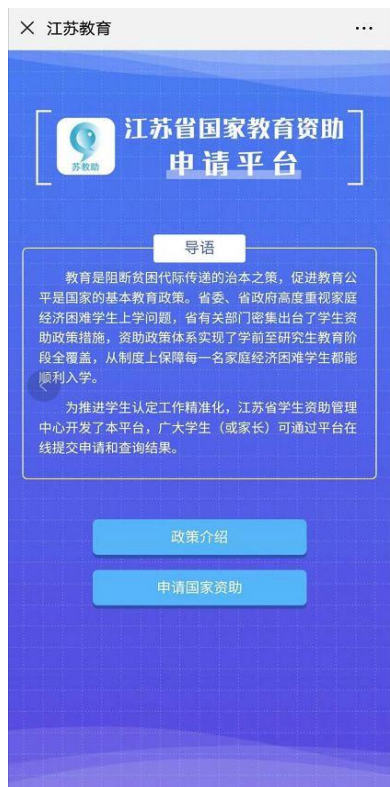 江苏教育
江苏省国家教育资助
申请平台
苏教助
导语
教育是阻断贫困代际传递的治本之策，促进教育公
平是国家的基本教育政策。省委、省政府高度重视家庭
经济困难学生上学问题，省有关部门密集出台了学生资
助政策措施，资助政策体系实现了学前至研究生教育阶
段全覆盖，从制度上保障每一名家庭经济困难学生都能
顺利入学。
为推进学生认定工作精准化，江苏省学生资助管理
中心开发了本平台，广大学生（或家长）可通过平台在
线提交申请和查询结果。
政策介绍
申请国家资助